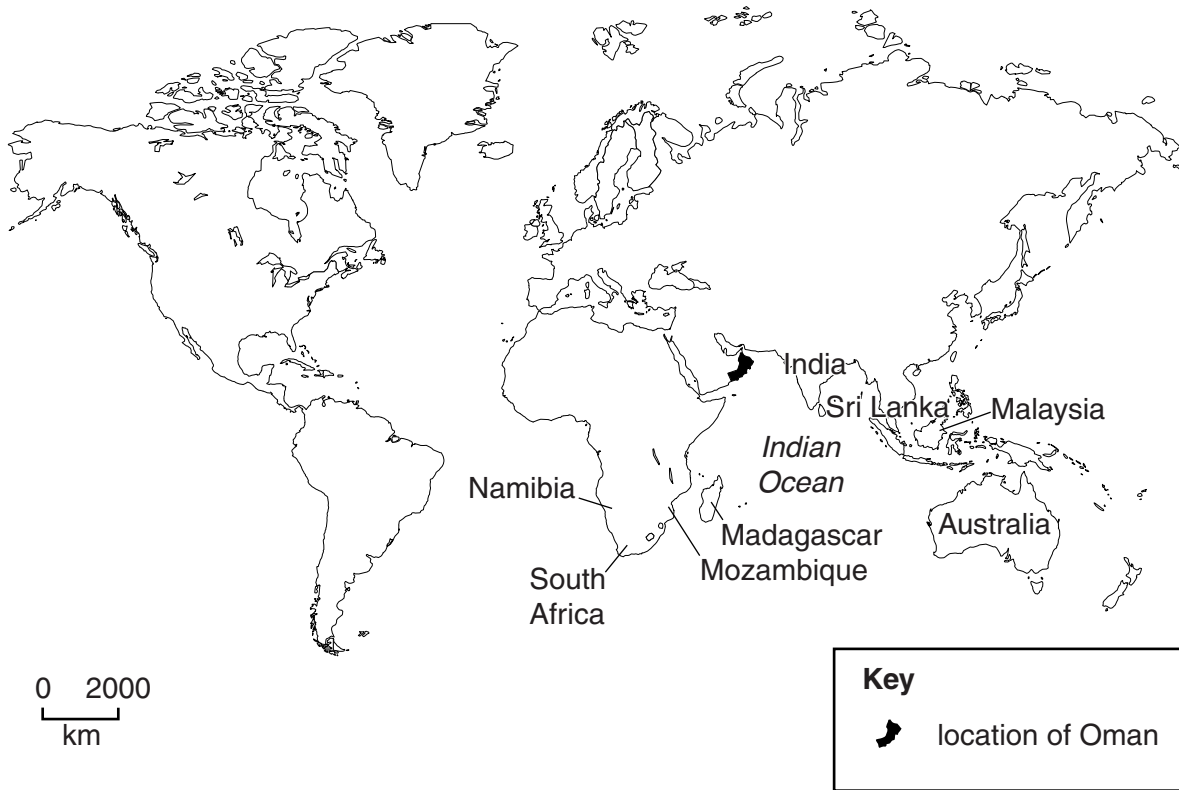 India
Sri Lanka
Malaysia
Indian
Ocean
Namibia
Australia
Madagascar
Mozambique
South
Africa
0 2000
km
Key
location of Oman